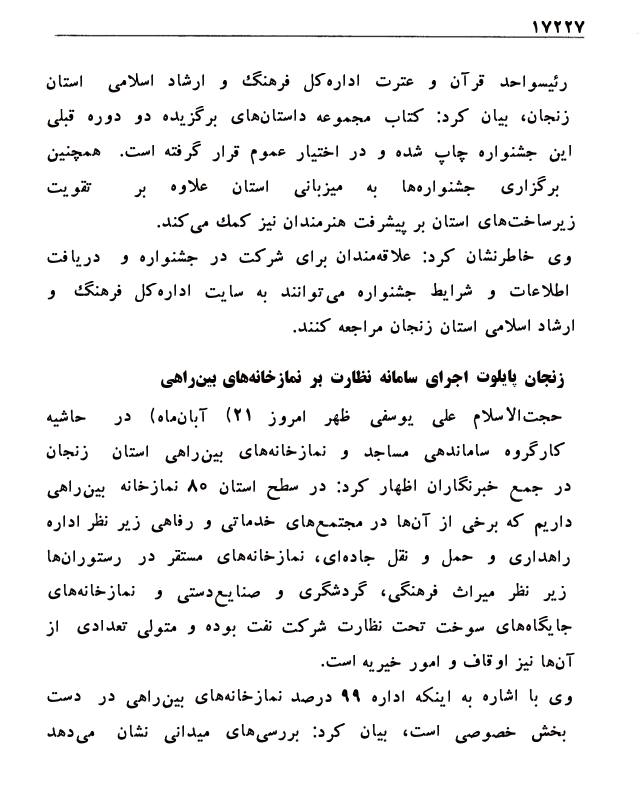 ۱۷۲۲۷
رئیسواحد قرآن و عترت اداره‌کل فرهنگ و ارشاد اسلامی استان
زنجان، بیان کرد: کتاب مجموعه داستان‌های برگزیده دو دوره قبلی
این جشنواره چاپ شده و در اختیار عموم قرار گرفته است. همچنین
برگزاری جشنواره‌ها به میزبانی استان علاوه بر تقویت
زیرساخت‌های استان بر پیشرفت هنرمندان نیز کمك می‌کند.
وی خاطرنشان کرد: علاقه‌مندان برای شرکت در جشنواره و دریافت
اطلاعات و شرایط جشنواره می‌توانند به سایت اداره‌کل فرهنگ و
ارشاد اسلامی استان زنجان مراجعه کنند.
زنجان پایلوت اجرای سامانه نظارت بر نمازخانه‌های بین‌راهی
حجت‌الاسلام علی یوسفی ظهر امروز ۲۱) آبان‌ماه) در حاشیه
کارگروه ساماندهی مساجد و نمازخانه‌های بین‌راهی استان زنجان
در جمع خبرنگاران اظهار کرد: در سطح استان ۸۰ نمازخانه بین‌راهی
داریم که برخی از آن‌ها در مجتمع‌های خدماتی و رفاهی زیر نظر اداره
راهداری و حمل و نقل جاده‌ای، نمازخانه‌های مستقر در رستوران‌ها
زیر نظر میراث فرهنگی، گردشگری و صنایع‌دستی و نمازخانه‌های
جایگاه‌های سوخت تحت نظارت شرکت نفت بوده و متولی تعدادی از
آن‌ها نیز اوقاف و امور خیریه است.
وی با اشاره به اینکه اداره ۹۹ درصد نمازخانه‌های بین‌راهی در دست
بخش خصوصی است، بیان کرد: بررسی‌های میدانی نشان می‌دهد